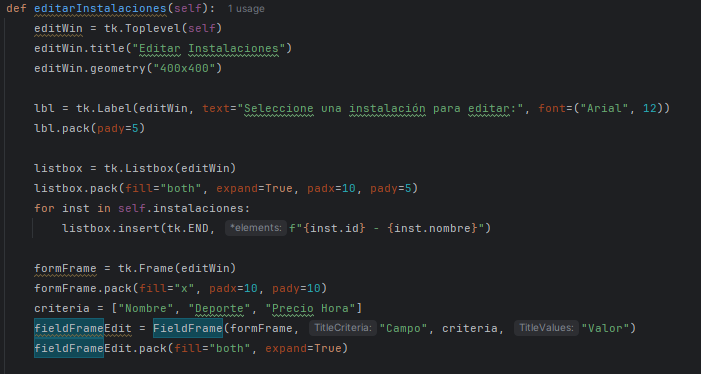 def editarInstalaciones(self): 1 usage
    editWin = tk.Toplevel(self)
    editWin.title("Editar Instalaciones")
    editWin.geometry("400x400")
    lbl = tk.Label(editWin, text="Seleccione una instalación para editar:", font=("Arial", 12))
    lbl.pack(pady=5)
    listbox = tk.Listbox(editWin)
    listbox.pack(fill="both", expand=True, padx=10, pady=5)
    for inst in self.instalaciones:
        listbox.insert(tk.END, *elements: f"{inst.id} - {inst.nombre}")
    formFrame = tk.Frame(editWin)
    formFrame.pack(fill="x", padx=10, pady=10)
    criteria = ["Nombre", "Deporte", "Precio Hora"]
    fieldFrameEdit = FieldFrame(formFrame, TitleCriteria: "Campo", criteria, TitleValues: "Valor")
    fieldFrameEdit.pack(fill="both", expand=True)